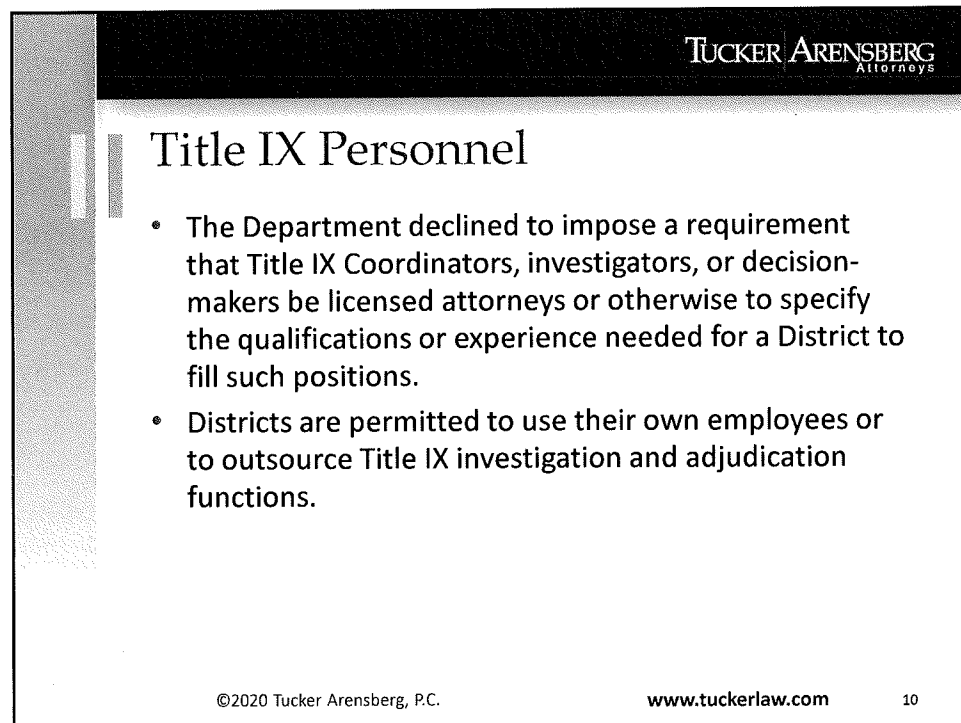 TUCKER ARENSBERG
Attorneys
Title IX Personnel
• The Department declined to impose a requirement
that Title IX Coordinators, investigators, or decision-
makers be licensed attorneys or otherwise to specify
the qualifications or experience needed for a District to
fill such positions.
• Districts are permitted to use their own employees or
to outsource Title IX investigation and adjudication
functions.
©2020 Tucker Arensberg, P.C. www.tuckerlaw.com 10